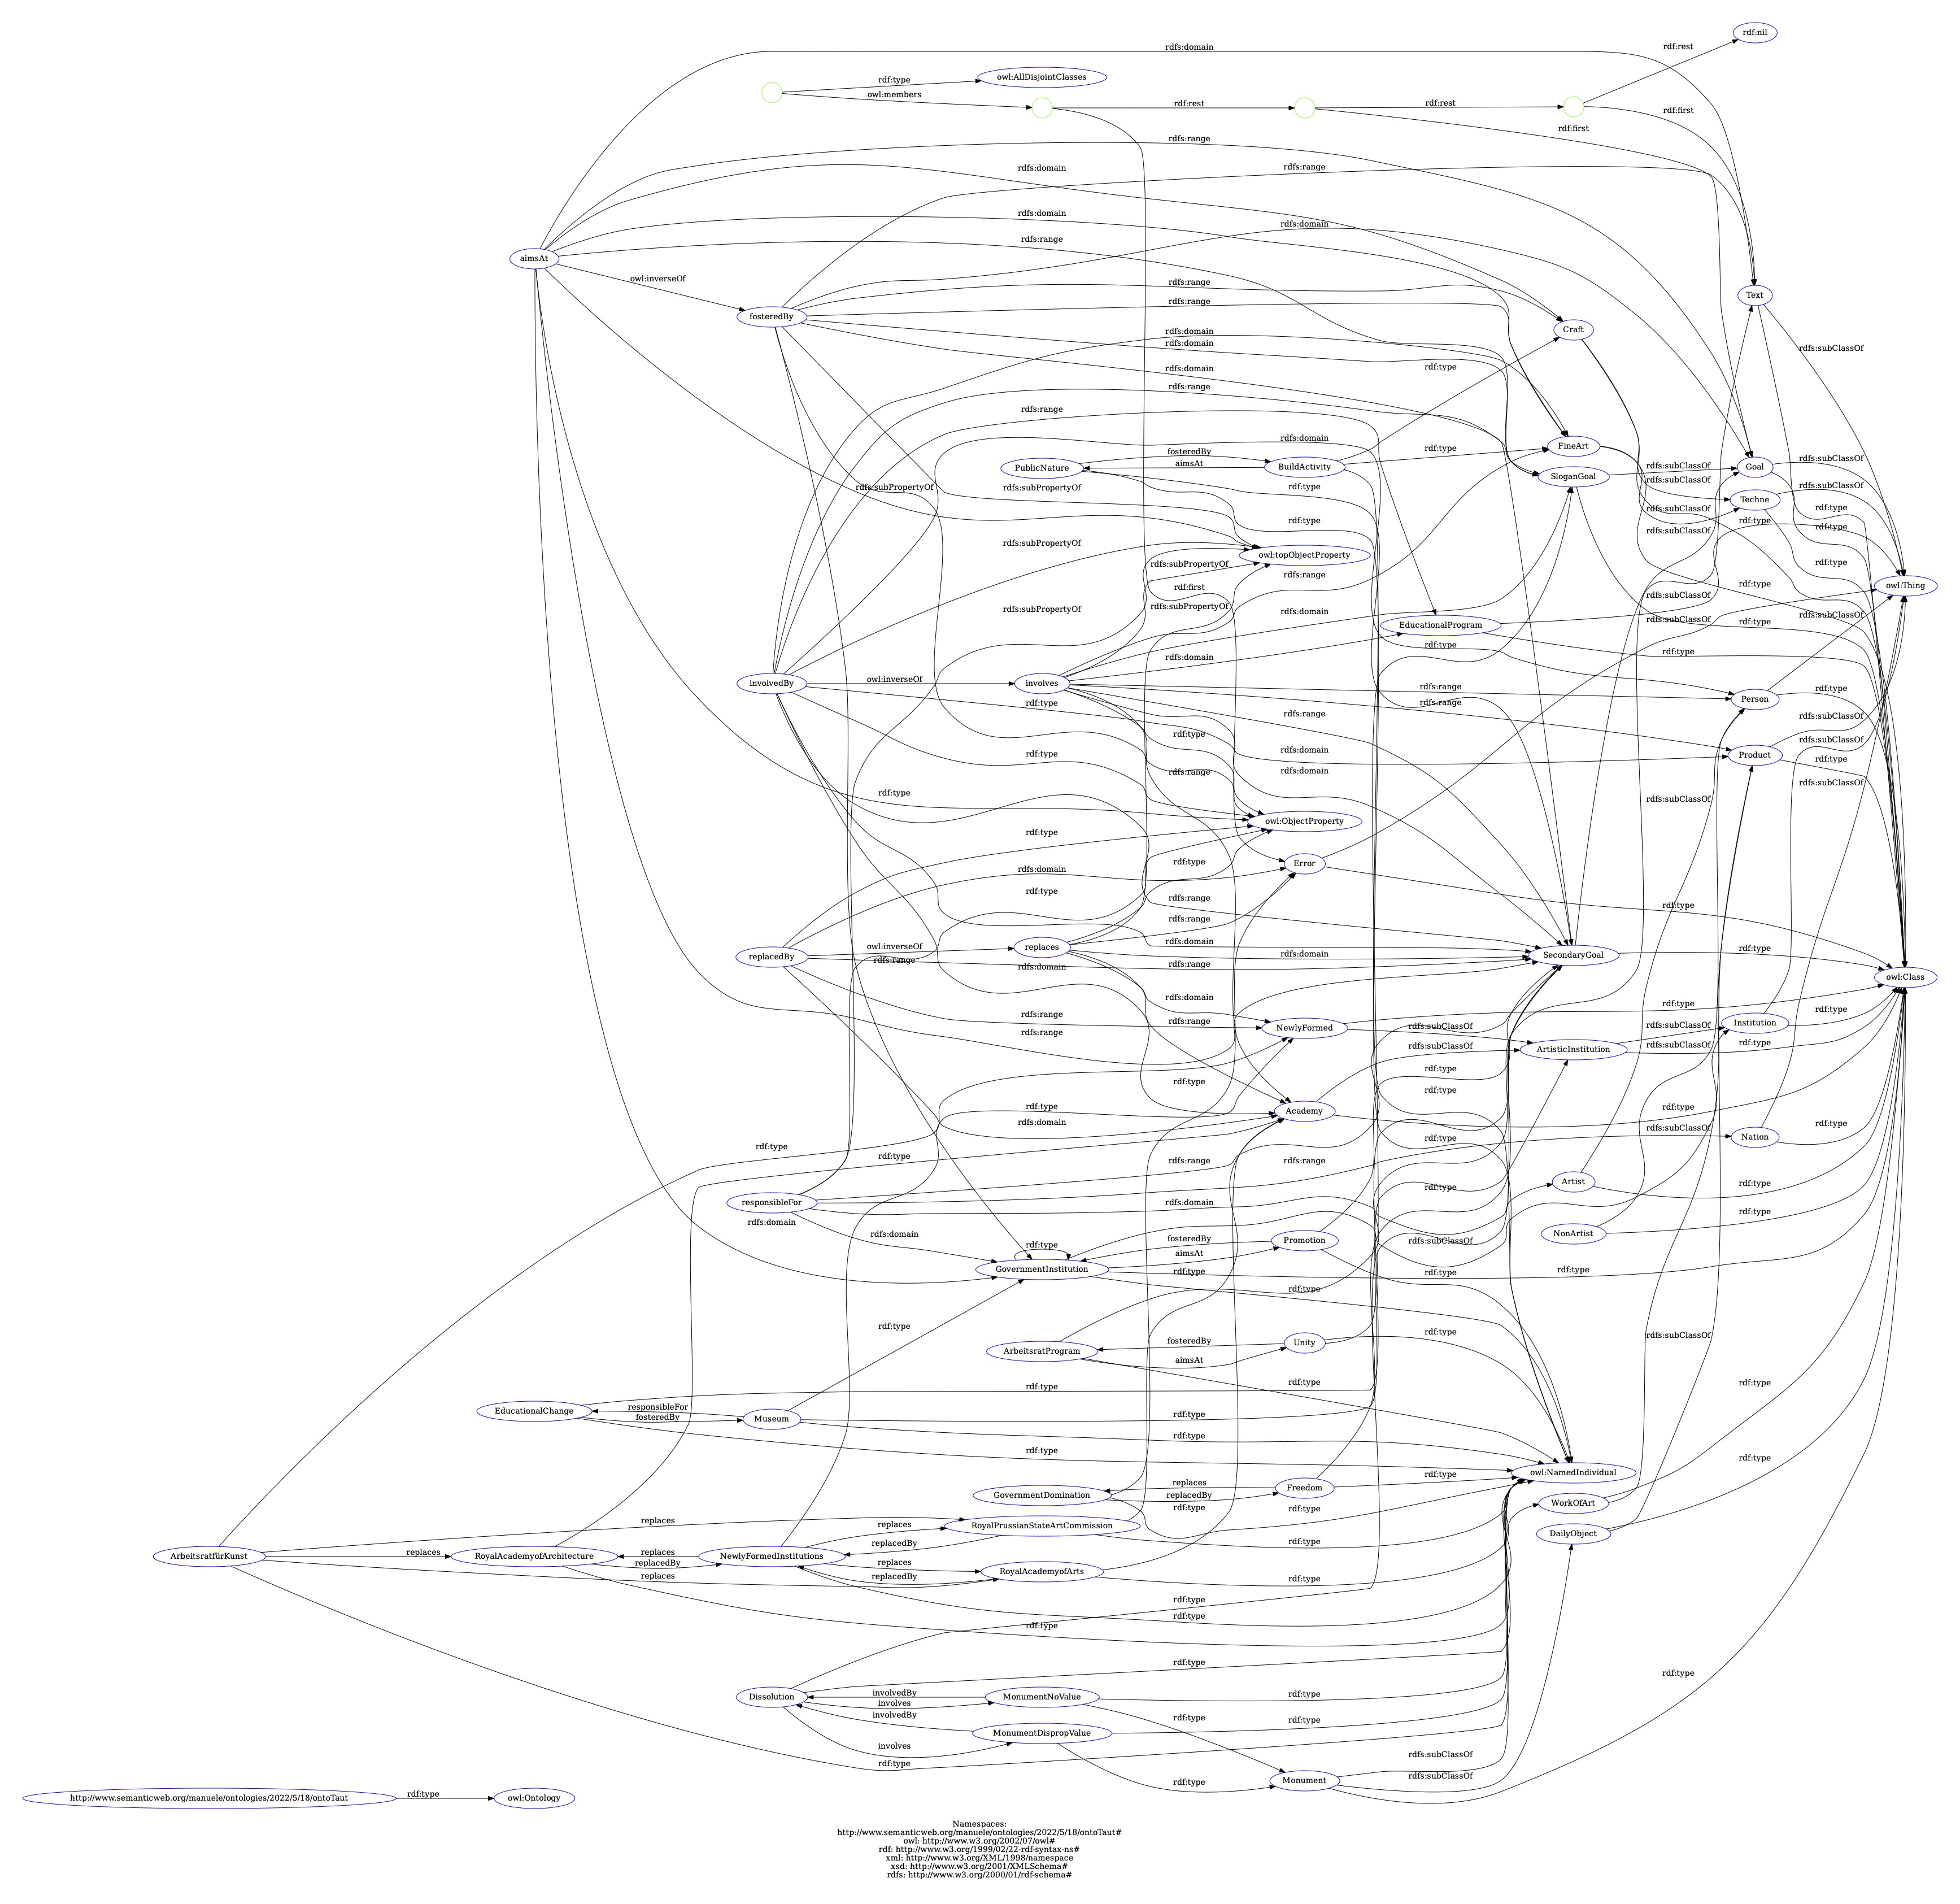 rdf:nil
rdfs:domain
rdf:rest
owl:AllDisjointClasses
rdf:type
owl:members
rdf:rest
rdf:rest
rdf:first
rdf:first
rdfs:range
rdfs:domain
rdfs:range
rdfs:domain
rdfs:domain
rdfs:range
aimsAt
owl:inverseOf
rdfs:range
Text
rdfs:range
fosteredBy
Craft
rdfs:domain
rdfs:domain
rdfs:subClassOf
rdfs:domain
rdf:type
rdfs:range
rdfs:range
rdfs:domain
FineArt
rdf:type
fosteredBy
aimsAt
PublicNature
BuildActivity
rdfs:subClassOf
Goal
rdfs:subClassOf
SloganGoal
rdfs:subClassOf
rdfs:subPropertyOf
rdfs:subPropertyOf
rdf:type
rdfs:subClassOf
Techne
rdfs:subClassOf
rdf:type
rdf:type
rdf:type
rdf:type
rdfs:subClassOf
rdfs:subPropertyOf
owl:topObjectProperty
rdfs:subPropertyOf
rdf:type
rdfs:range
rdf:first
rdf:type
owl:Thing
rdfs:subClassOf
rdfs:subPropertyOf
rdfs:subPropertyOf
rdfs:domain
rdfs:subClassOf
rdfs:subClassOf
EducationalProgram
rdf:type
rdf:type
rdf:type
rdfs:domain
involvedBy
owl:inverseOf
involves
rdfs:range
rdf:type
Person
rdf:type
rdfs:range
rdfs:range
rdfs:subClassOf
rdf:type
rdfs:subClassOf
rdf:type
rdfs:domain
Product
rdf:type
rdfs:range
rdfs:domain
rdfs:subClassOf
rdf:type
rdfs:subClassOf
owl:ObjectProperty
rdf:type
rdf:type
Error
rdfs:domain
rdf:type
rdfs:range
rdf:type
rdfs:range
owl:inverseOf
replaces
rdfs:domain
rdf:type
replacedBy
rdfs:range
rdfs:domain
rdfs:range
SecondaryGoal
rdfs:domain
owl:Class
rdfs:domain
rdf:type
rdf:type
rdfs:range
rdfs:range
NewlyFormed
rdfs:subClassOf
rdfs:subClassOf
Institution
rdfs:range
rdfs:subClassOf
ArtisticInstitution
rdfs:subClassOf
rdf:type
rdf:type
rdf:type
rdf:type
rdf:type
rdf:type
Academy
rdf:type
rdfs:domain
rdfs:subClassOf
rdf:type
Nation
rdf:type
rdf:type
rdf:type
rdfs:range
rdfs:range
Artist
rdf:type
rdf:type
responsibleFor
rdfs:domain
rdf:type
rdfs:domain
rdfs:domain
NonArtist
fosteredBy
Promotion
rdfs:subClassOf
rdf:type
aimsAt
GovernmentInstitution
rdf:type
rdf:type
rdf:type
rdf:type
rdf:type
fosteredBy
Unity
rdf:type
ArbeitsratProgram
aimsAt
rdfs:subClassOf
rdf:type
rdf:type
rdf:type
EducationalChange
responsibleFor
fosteredBy
Museum
rdf:type
rdf:type
rdf:type
rdf:type
owl:NamedIndividual
replaces
Freedom
rdf:type
GovernmentDomination
replacedBy
WorkOfArt
rdf:type
rdf:type
replaces
replaces
RoyalPrussianStateArtCommission
DailyObject
replacedBy
rdf:type
ArbeitsratfürKunst
replaces
RoyalAcademyofArchitecture
replaces
replacedBy
NewlyFormedInstitutions
replaces
RoyalAcademyofArts
replaces
replacedBy
rdf:type
rdf:type
rdf:type
rdf:type
rdf:type
Dissolution
involvedBy
involves
MonumentNoValue
rdf:type
rdf:type
involvedBy
MonumentDispropValue
rdf:type
rdf:type
involves
rdfs:subClassOf
rdf:type
rdf:type
Monument
rdfs:subClassOf
http://www.semanticweb.org/manuele/ontologies/2022/5/18/ontoTaut
rdf:type
owl:Ontology
Namespaces:
http://www.semanticweb.org/manuele/ontologies/2022/5/18/ontoTaut#
owl: http://www.w3.org/2002/07/owl#
rdf: http://www.w3.org/1999/02/22-rdf-syntax-ns#
xml: http://www.w3.org/XML/1998/namespace
xsd: http://www.w3.org/2001/XMLSchema#
rdfs: http://www.w3.org/2000/01/rdf-schema#